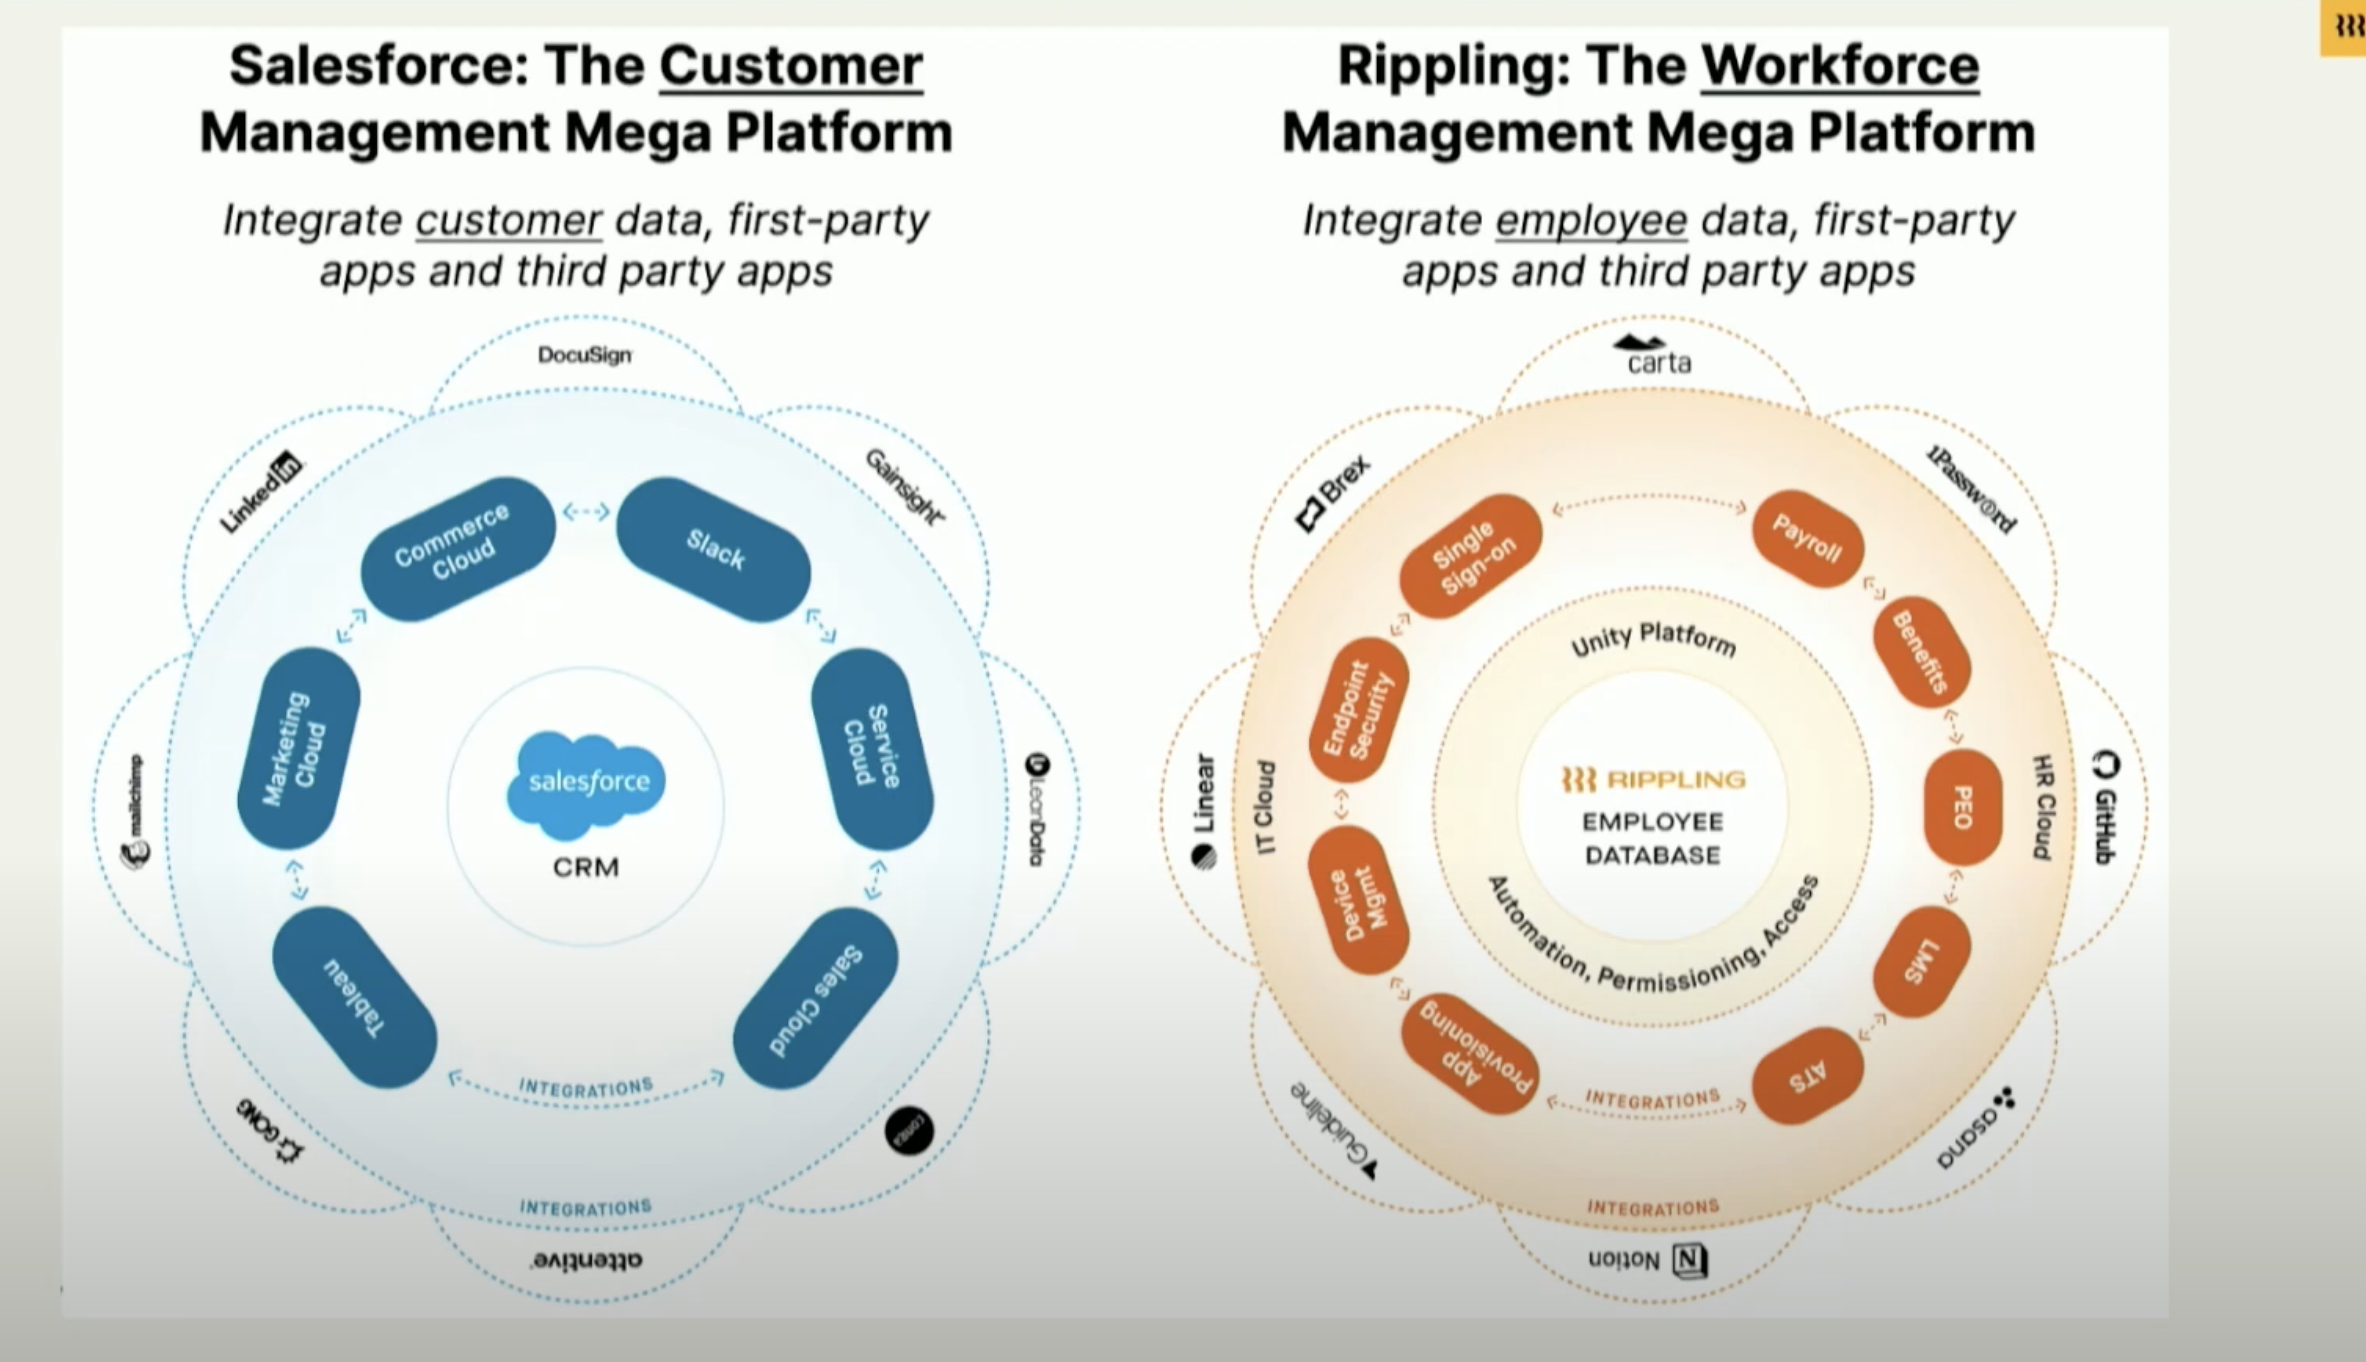 Salesforce: The Customer
Management Mega Platform
Integrate customer data, first-party
apps and third party apps
DocuSign
Gainsight
LeanData
conga
attentive
GONG
mailchimp
LinkedIn
Commerce
Cloud
Slack
Service
Cloud
Sales Cloud
Tableau
Marketing
Cloud
salesforce
CRM
INTEGRATIONS
INTEGRATIONS
Rippling: The Workforce
Management Mega Platform
Integrate employee data, first-party
apps and third party apps
carta
1Password
GitHub
asana
Notion
Guideline
Linear
Brex
IT Cloud
HR Cloud
Single
Sign-on
Payroll
Benefits
PEO
LMS
ATS
App
Provisioning
Device
Mgmt
Endpoint
Security
Unity Platform
RIPPLING
EMPLOYEE
DATABASE
Automation, Permissioning, Access
INTEGRATIONS
INTEGRATIONS